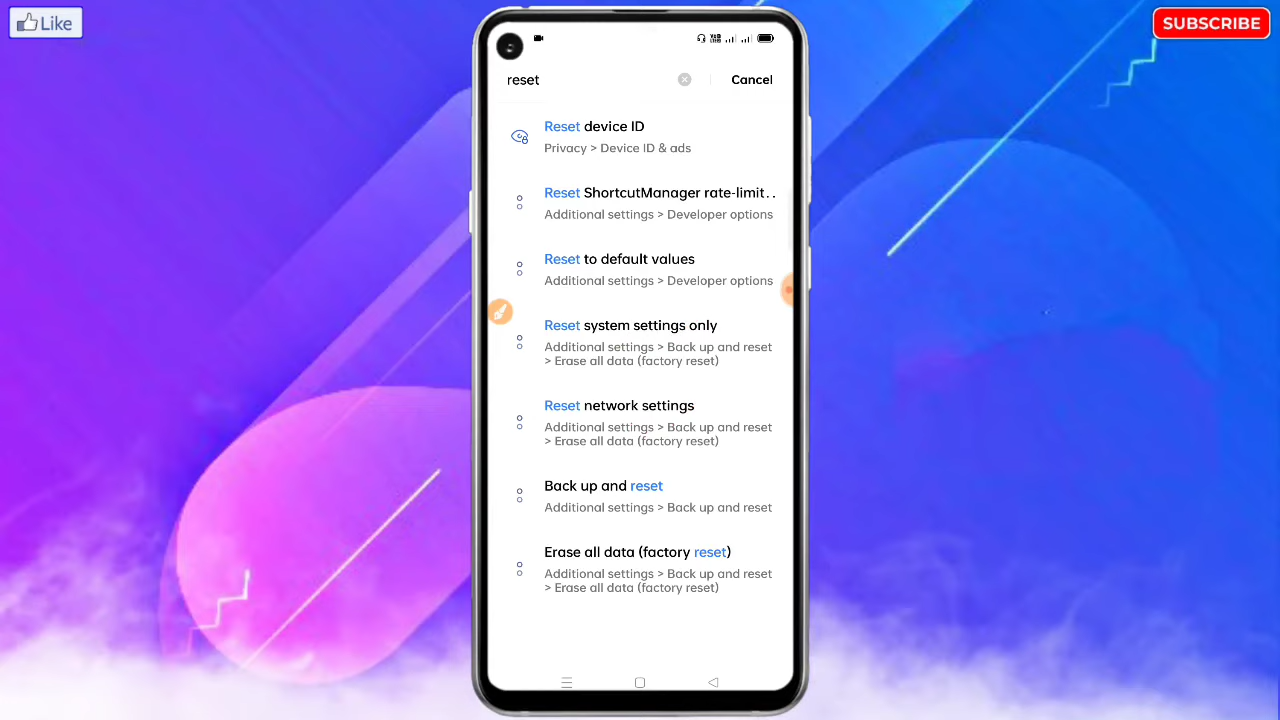 Like
SUBSCRIBE
reset
Cancel
Reset device ID
Privacy > Device ID & ads
Reset ShortcutManager rate-limit..
Additional settings > Developer options
Reset to default values
Additional settings > Developer options
Reset system settings only
Additional settings > Back up and reset
> Erase all data (factory reset)
Reset network settings
Additional settings > Back up and reset
> Erase all data (factory reset)
Back up and reset
Additional settings > Back up and reset
Erase all data (factory reset)
Additional settings > Back up and reset
> Erase all data (factory reset)